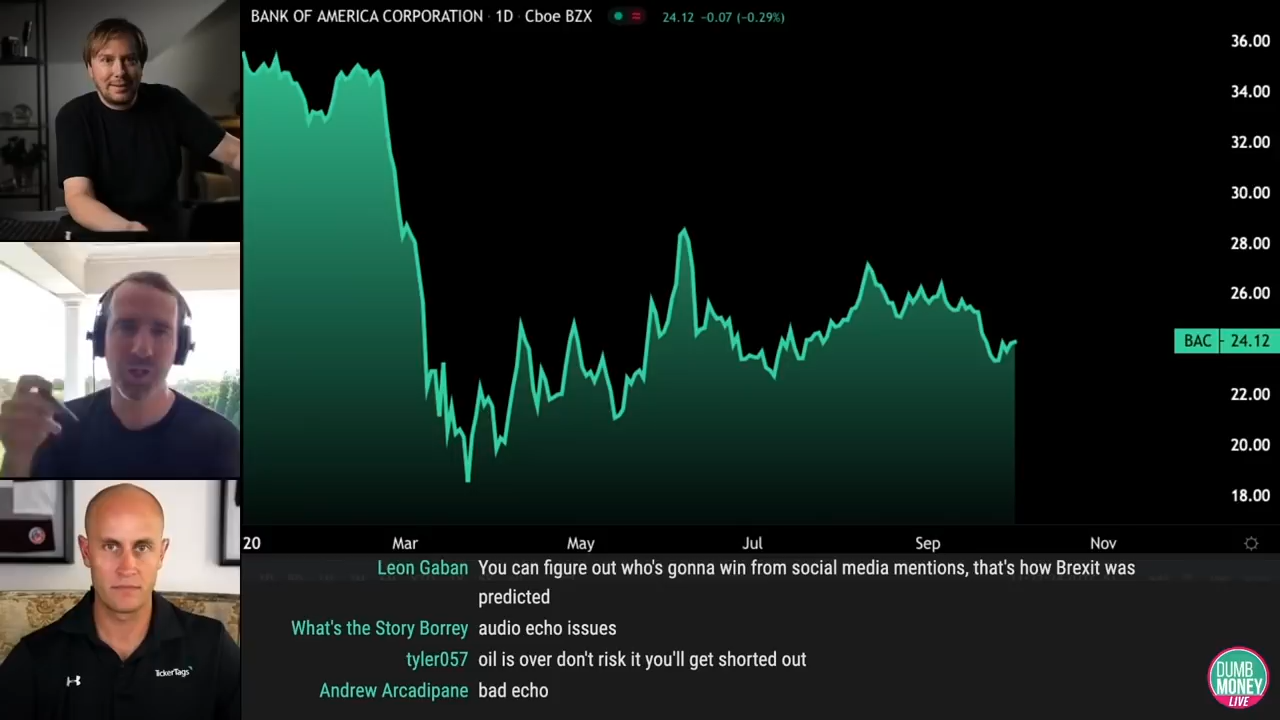 BANK OF AMERICA CORPORATION · 1D · Cboe BZX 24.12 −0.07 (−0.29%)
36.00
34.00
32.00
30.00
28.00
26.00
BAC 24.12
22.00
20.00
18.00
20 Mar May Jul Sep Nov
Leon Gaban You can figure out who's gonna win from social media mentions, that's how Brexit was
predicted
What's the Story Borrey audio echo issues
tyler057 oil is over don't risk it you'll get shorted out
Andrew Arcadipane bad echo
TickerTags
DUMB
MONEY
LIVE